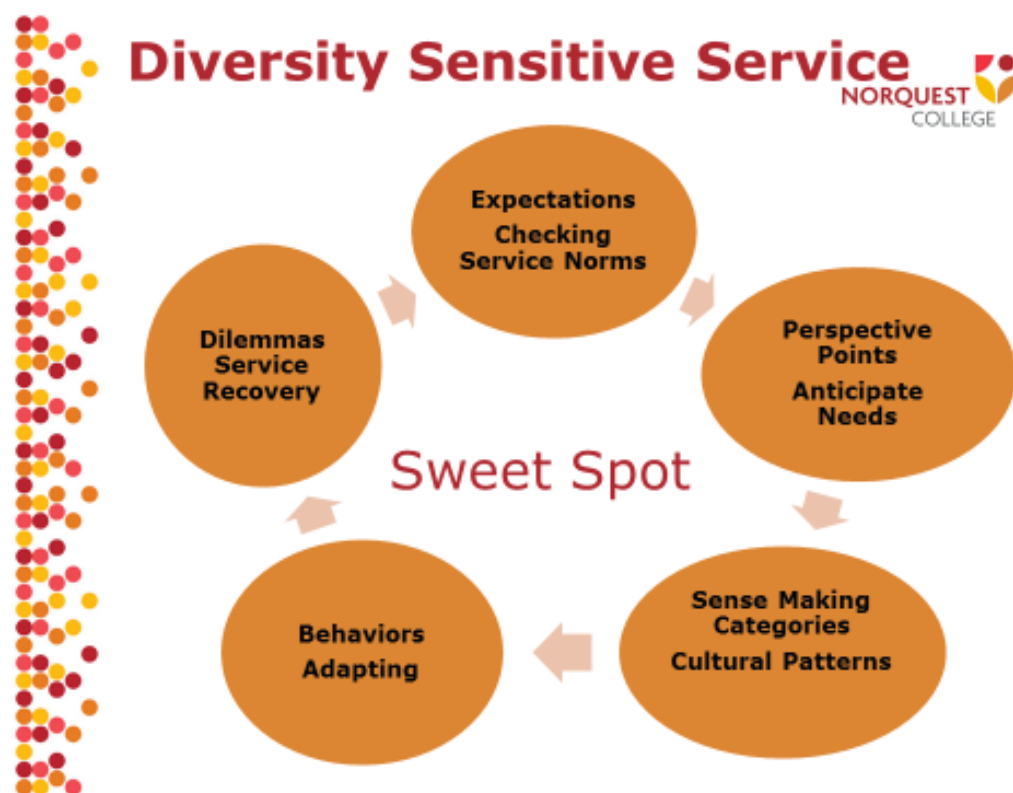 Diversity Sensitive Service
NORQUEST
COLLEGE
Expectations
Checking
Service Norms
Perspective
Points
Anticipate
Needs
Sense Making
Categories
Cultural Patterns
Behaviors
Adapting
Dilemmas
Service
Recovery
Sweet Spot